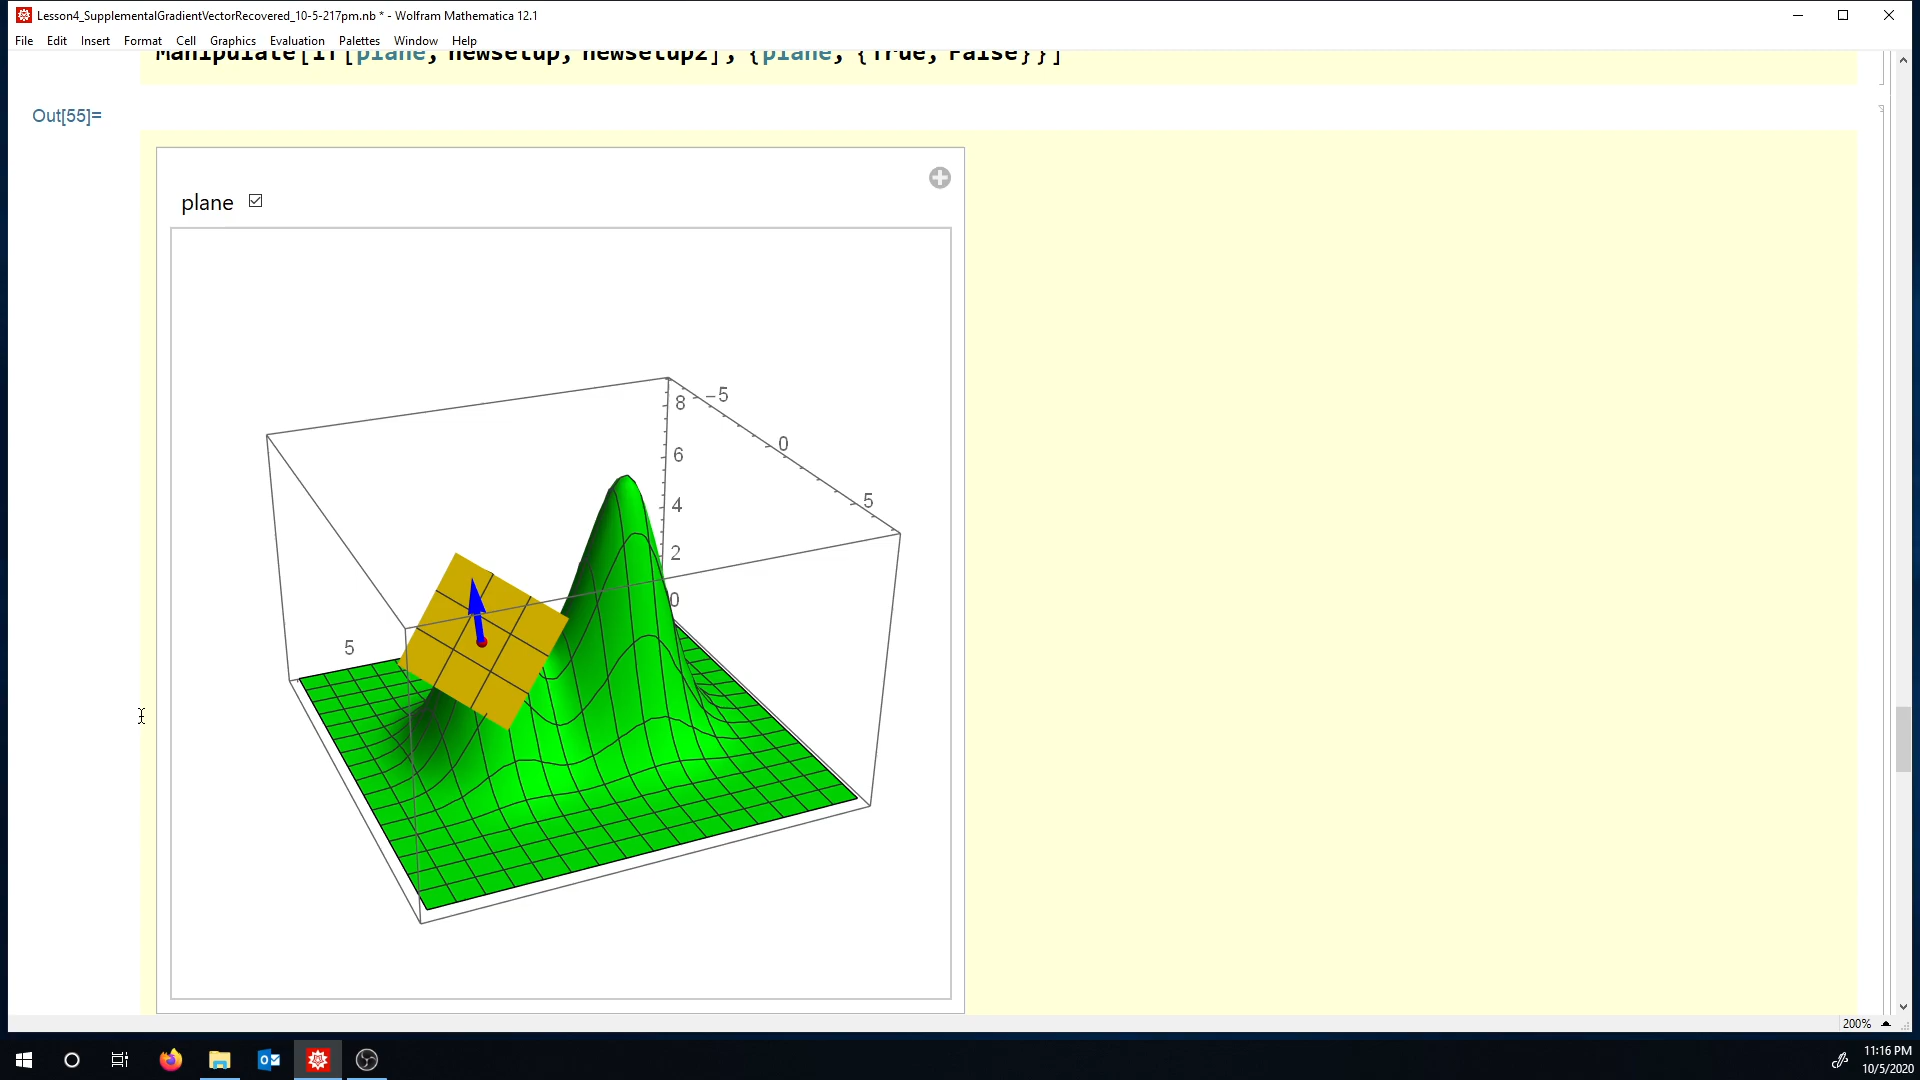 Lesson4_SupplementalGradientVectorRecovered_10-5-217pm.nb * - Wolfram Mathematica 12.1
File Edit Insert Format Cell Graphics Evaluation Palettes Window Help
Manipulate[If[plane, newsetup, newsetup2], {plane, {True, False}}]
Out[55]=
plane
8
-5
0
6
5
4
2
0
5
200%
11:16 PM
10/5/2020